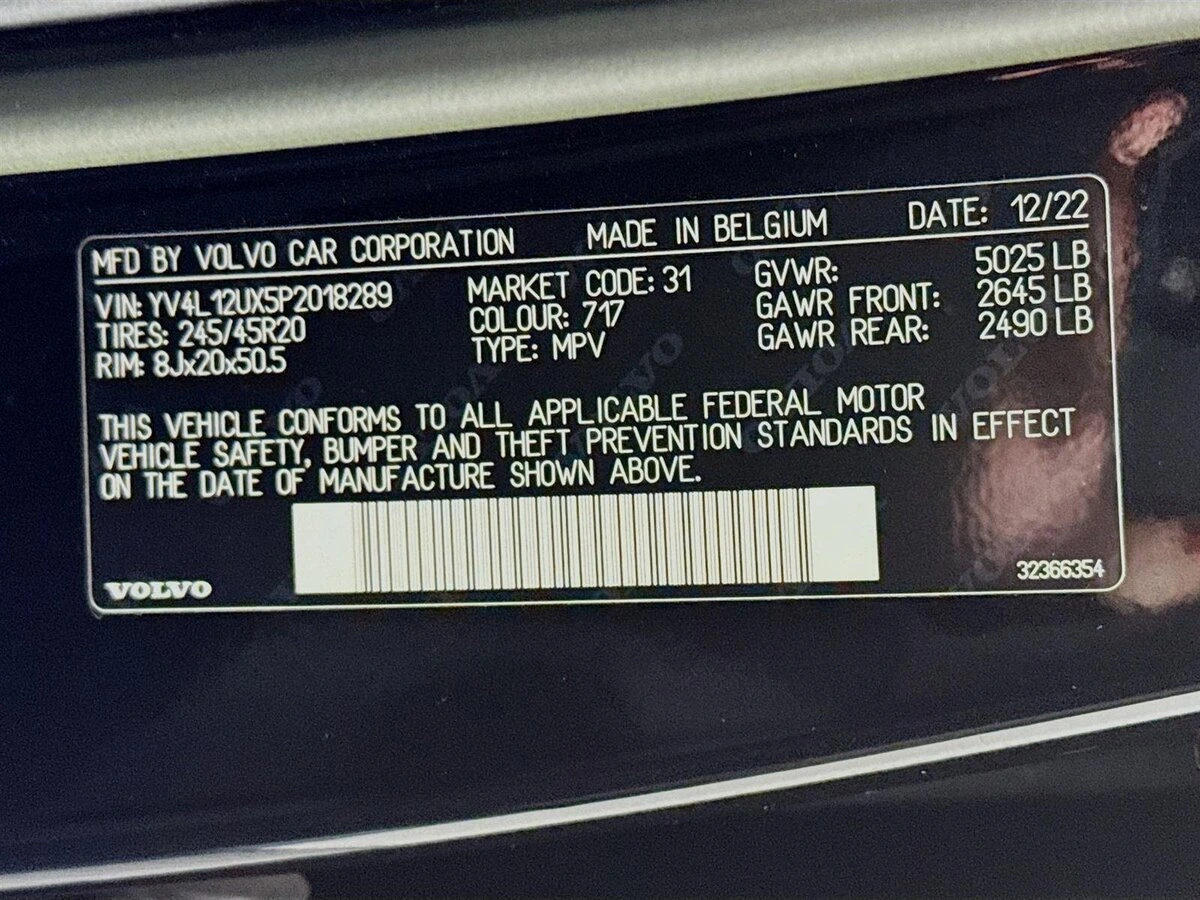 MFD BY VOLVO CAR CORPORATION MADE IN BELGIUM DATE: 12/22
VIN: YV4L12UX5P2018289 MARKET CODE: 31 GVWR: 5025 LB
TIRES: 245/45R20 COLOUR: 717 GAWR FRONT: 2645 LB
RIM: 8Jx20x50.5 TYPE: MPV GAWR REAR: 2490 LB
THIS VEHICLE CONFORMS TO ALL APPLICABLE FEDERAL MOTOR
VEHICLE SAFETY, BUMPER AND THEFT PREVENTION STANDARDS IN EFFECT
ON THE DATE OF MANUFACTURE SHOWN ABOVE.
VOLVO 32366354